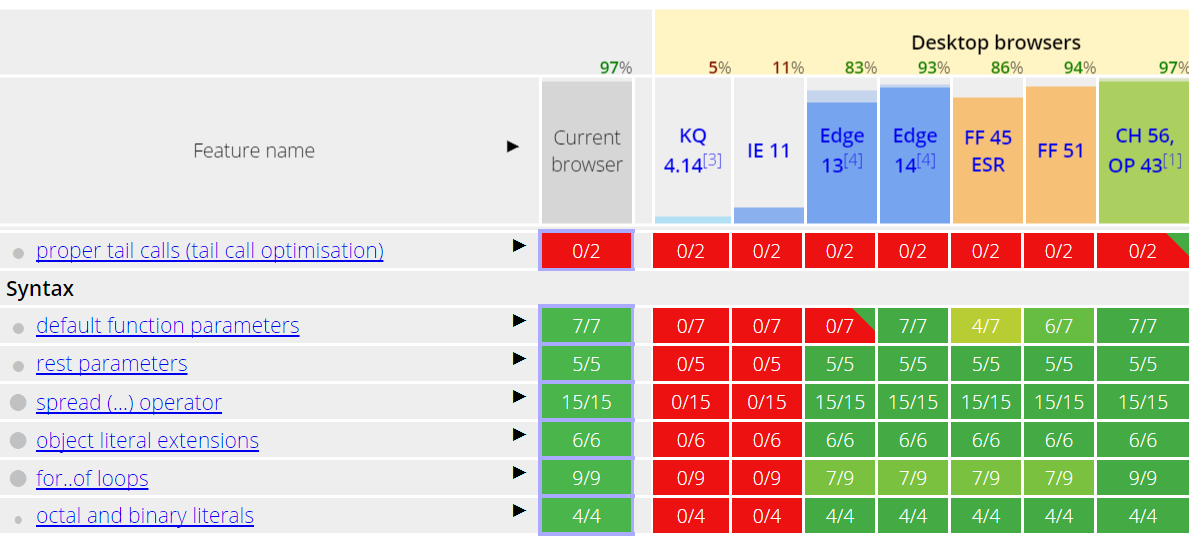 Desktop browsers
97% 5% 11% 83% 93% 86% 94% 97%
Feature name ► Current browser KQ 4.14[3] IE 11 Edge 13[4] Edge 14[4] FF 45 ESR FF 51 CH 56, OP 43[1]
proper tail calls (tail call optimisation) ► 0/2 0/2 0/2 0/2 0/2 0/2 0/2 0/2
Syntax
default function parameters ► 7/7 0/7 0/7 0/7 7/7 4/7 6/7 7/7
rest parameters ► 5/5 0/5 0/5 5/5 5/5 5/5 5/5 5/5
spread (...) operator ► 15/15 0/15 0/15 15/15 15/15 15/15 15/15 15/15
object literal extensions ► 6/6 0/6 0/6 6/6 6/6 6/6 6/6 6/6
for..of loops ► 9/9 0/9 0/9 7/9 7/9 7/9 7/9 9/9
octal and binary literals ► 4/4 0/4 0/4 4/4 4/4 4/4 4/4 4/4